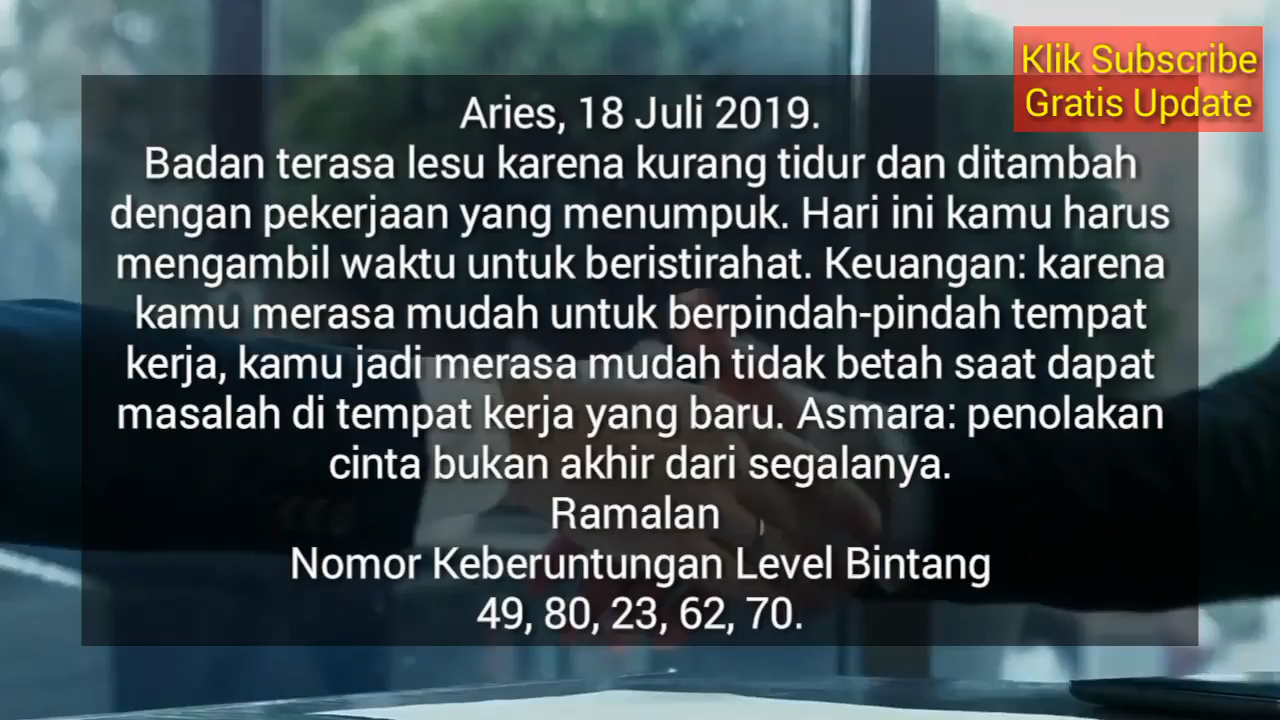 Klik Subscribe
Gratis Update
Aries, 18 Juli 2019.
Badan terasa lesu karena kurang tidur dan ditambah
dengan pekerjaan yang menumpuk. Hari ini kamu harus
mengambil waktu untuk beristirahat. Keuangan: karena
kamu merasa mudah untuk berpindah-pindah tempat
kerja, kamu jadi merasa mudah tidak betah saat dapat
masalah di tempat kerja yang baru. Asmara: penolakan
cinta bukan akhir dari segalanya.
Ramalan
Nomor Keberuntungan Level Bintang
49, 80, 23, 62, 70.